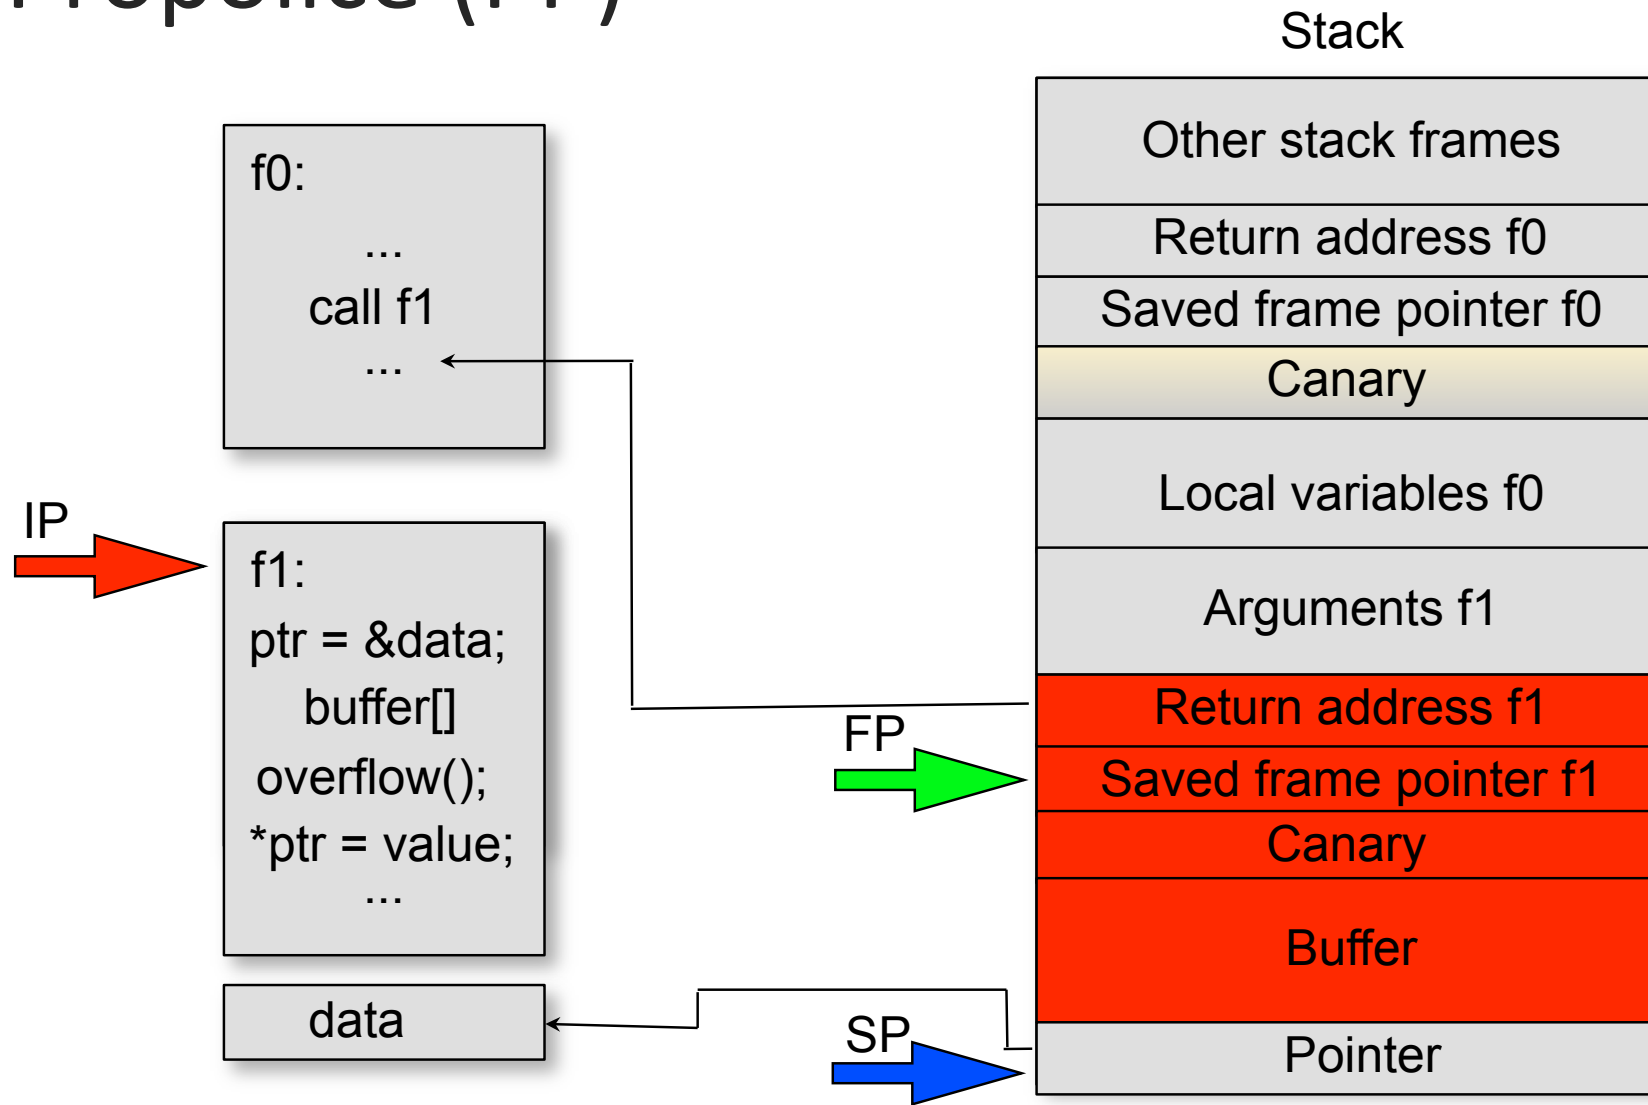 Propolice (PP)
Stack
f0:
...
call f1
...
IP
f1:
ptr = &data;
buffer[]
overflow();
*ptr = value;
...
data
Other stack frames
Return address f0
Saved frame pointer f0
Canary
Local variables f0
Arguments f1
Return address f1
FP
Saved frame pointer f1
Canary
Buffer
SP
Pointer